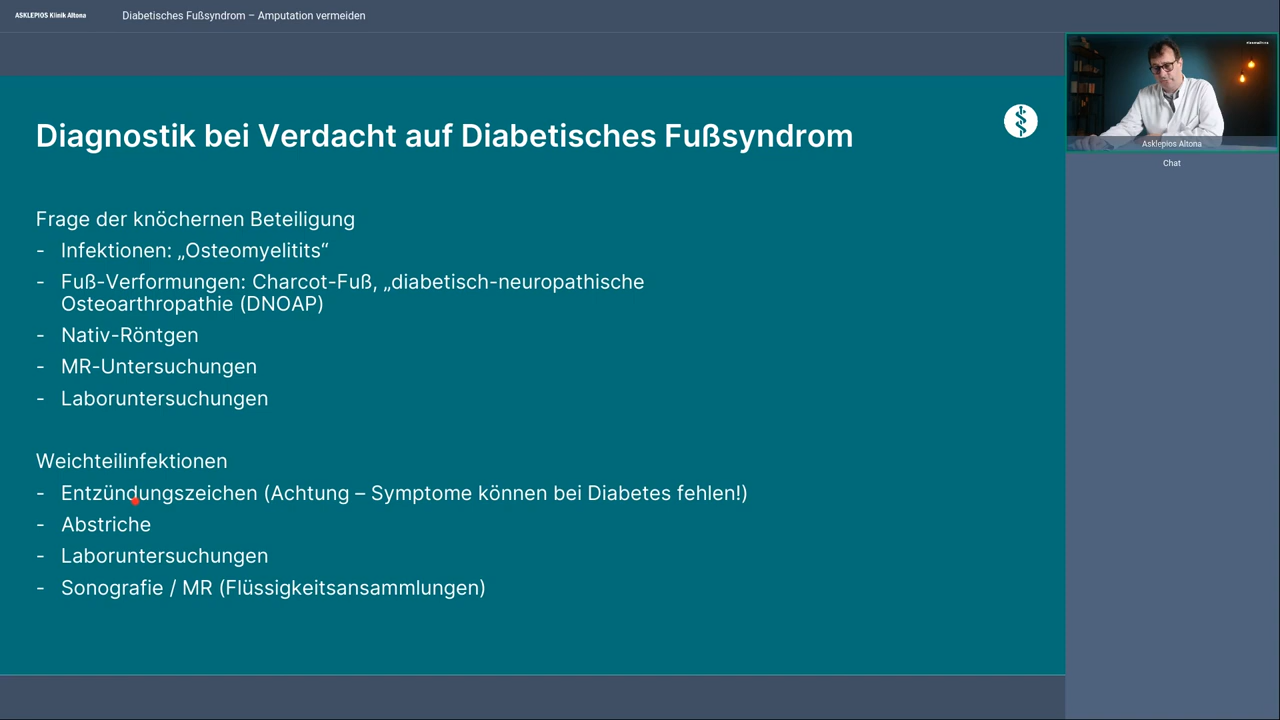 ASKLEPIOS Klinik Altona
Diabetisches Fußsyndrom – Amputation vermeiden
Diagnostik bei Verdacht auf Diabetisches Fußsyndrom
Frage der knöchernen Beteiligung
- Infektionen: „Osteomyelitits“
- Fuß-Verformungen: Charcot-Fuß, „diabetisch-neuropathische
Osteoarthropathie (DNOAP)
- Nativ-Röntgen
- MR-Untersuchungen
- Laboruntersuchungen
Weichteilinfektionen
- Entzündungszeichen (Achtung – Symptome können bei Diabetes fehlen!)
- Abstriche
- Laboruntersuchungen
- Sonografie / MR (Flüssigkeitsansammlungen)
Asklepios Altona
Chat